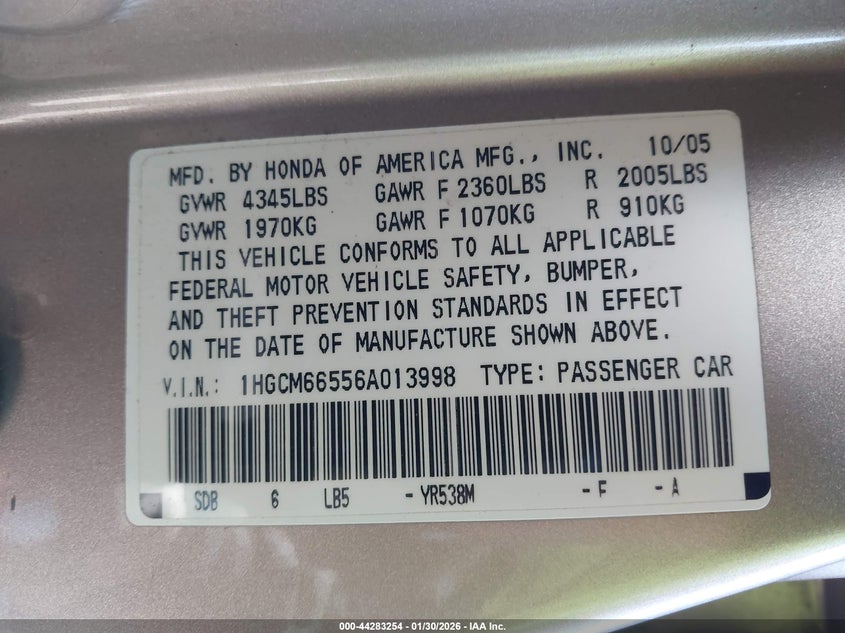 MFD. BY HONDA OF AMERICA MFG., INC. 10/05
GVWR 4345LBS GAWR F 2360LBS R 2005LBS
GVWR 1970KG GAWR F 1070KG R 910KG
THIS VEHICLE CONFORMS TO ALL APPLICABLE
FEDERAL MOTOR VEHICLE SAFETY, BUMPER,
AND THEFT PREVENTION STANDARDS IN EFFECT
ON THE DATE OF MANUFACTURE SHOWN ABOVE.
V.I.N.: 1HGCM66556A013998 TYPE: PASSENGER CAR
SDB 6 LB5 - YR538M - F - A
000-44283254 - 01/30/2026 - IAA Inc.